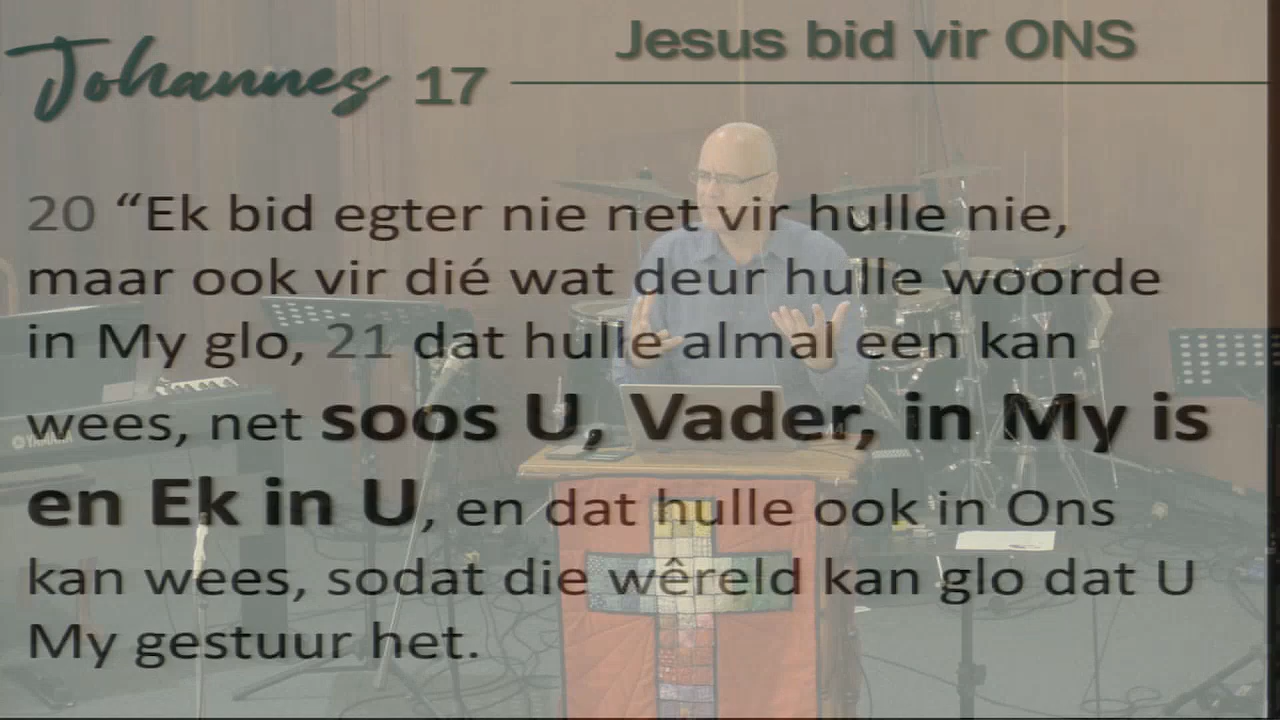 Johannes 17
Jesus bid vir ONS
20 “Ek bid egter nie net vir hulle nie,
maar ook vir dié wat deur hulle woorde
in My glo, 21 dat hulle almal een kan
wees, net soos U, Vader, in My is
en Ek in U, en dat hulle ook in Ons
kan wees, sodat die wêreld kan glo dat U
My gestuur het.
YAMAHA